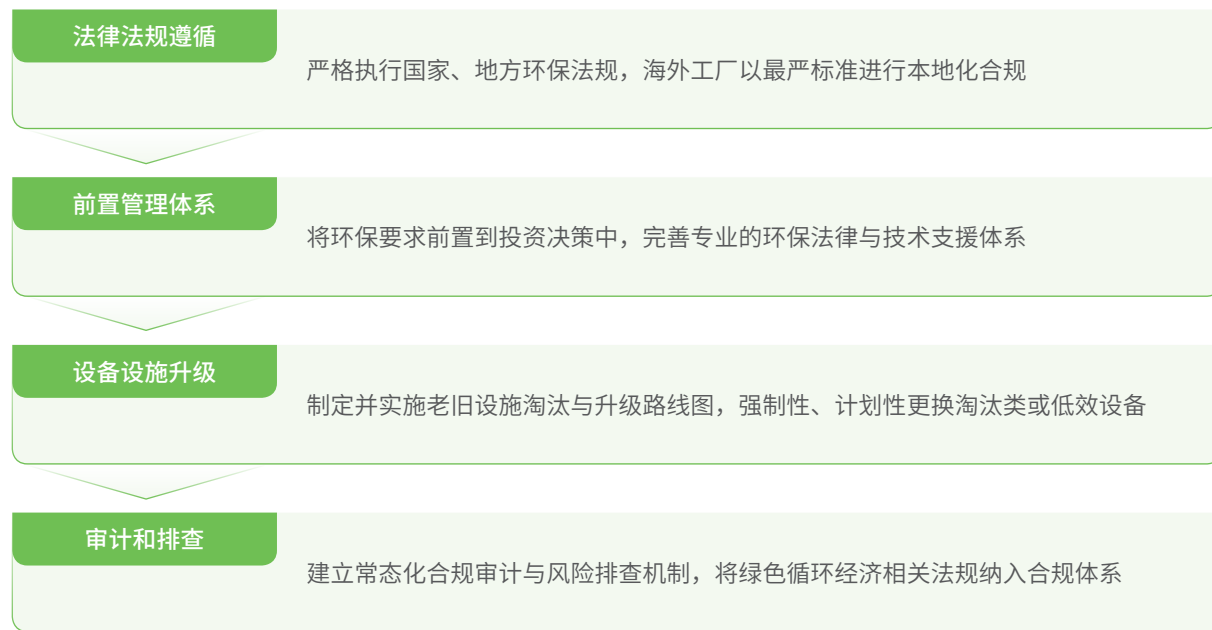 法律法规遵循
严格执行国家、地方环保法规，海外工厂以最严标准进行本地化合规
前置管理体系
将环保要求前置到投资决策中，完善专业的环保法律与技术支援体系
设备设施升级
制定并实施老旧设施淘汰与升级路线图，强制性、计划性更换淘汰类或低效设备
审计和排查
建立常态化合规审计与风险排查机制，将绿色循环经济相关法规纳入合规体系